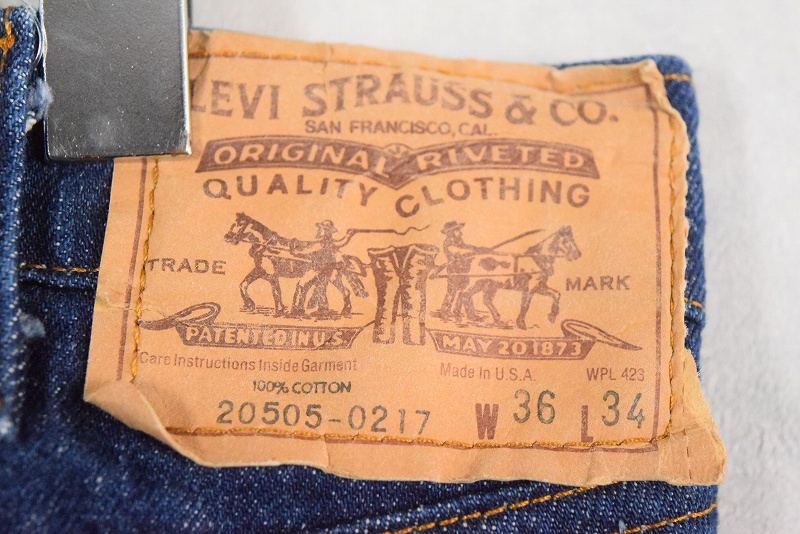 LEVI STRAUSS & CO.
SAN FRANCISCO, CAL.
ORIGINAL RIVETED
QUALITY CLOTHING
TRADE MARK
PATENTED IN U.S. MAY 20 1873
Care Instructions Inside Garment Made in U.S.A. WPL 423
100% COTTON
20505-0217 W 36 L 34